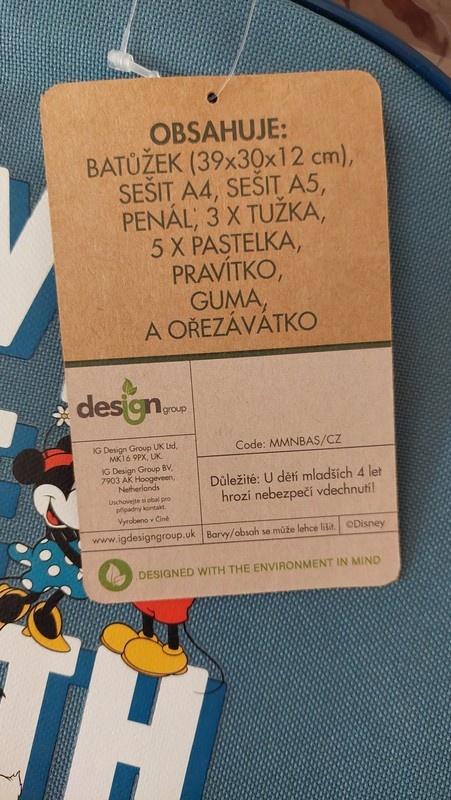 OBSAHUJE:
BATŮŽEK (39x30x12 cm),
SEŠIT A4, SEŠIT A5,
PENÁL, 3 X TUŽKA,
5 X PASTELKA,
PRAVÍTKO,
GUMA,
A OŘEZÁVÁTKO
design group
IG Design Group UK Ltd,
MK16 9PX, UK.
IG Design Group BV,
7903 AK Hoogeveen,
Netherlands
Uschovejte si obal pro
případný kontakt.
Vyrobeno v Číně
Code: MMNBAS/CZ
Důležité: U dětí mladších 4 let
hrozí nebezpečí vdechnutí!
www.igdesigngroup.uk
Barvy/obsah se může lehce lišit.
©Disney
DESIGNED WITH THE ENVIRONMENT IN MIND
TH